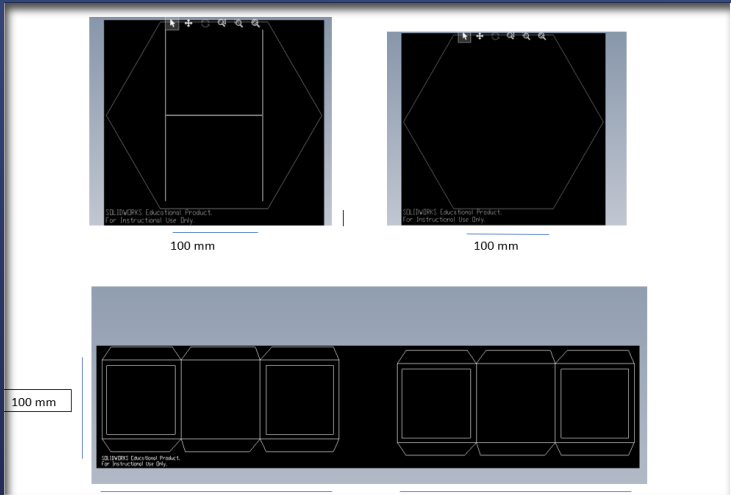 SOLIDWORKS Educational Product.
For Instructional Use Only.
SOLIDWORKS Educational Product.
For Instructional Use Only.
100 mm
100 mm
100 mm
SOLIDWORKS Educational Product.
For Instructional Use Only.